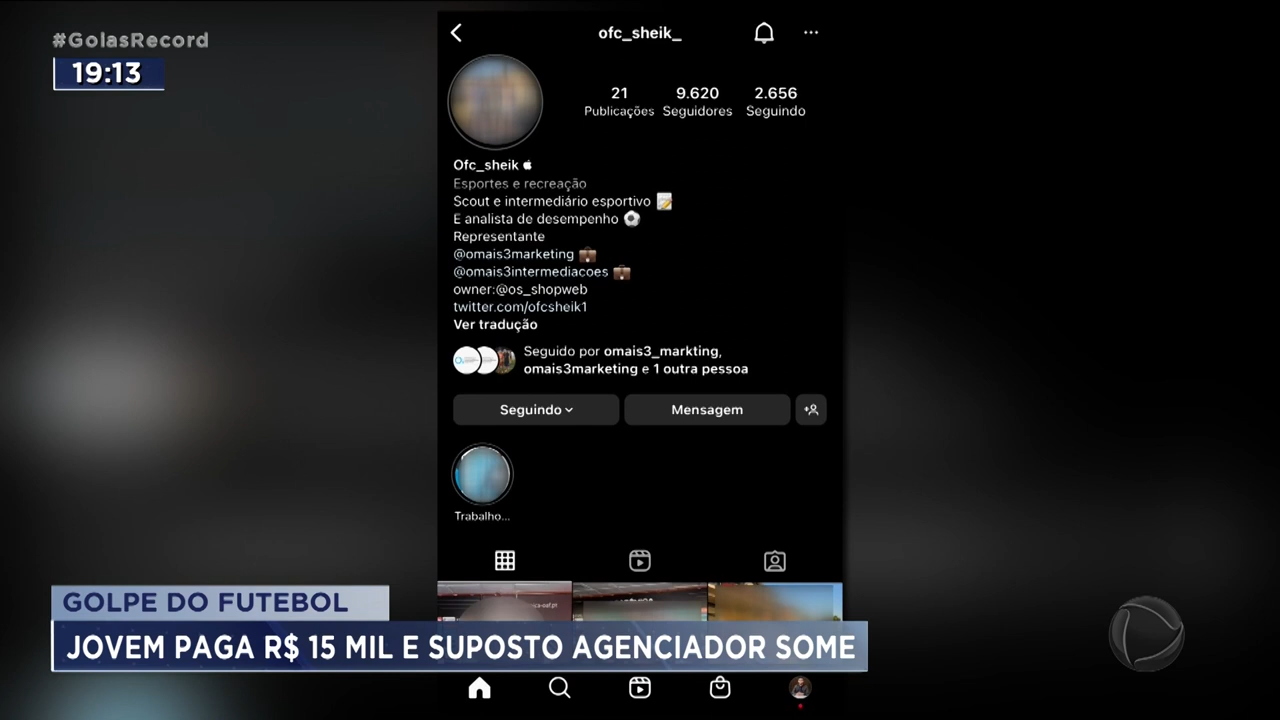 #GolasRecord
19:13
ofc_sheik_
21
9.620
2.656
Publicações
Seguidores
Seguindo
Ofc_sheik
Esportes e recreação
Scout e intermediário esportivo 📝
E analista de desempenho ⚽
Representante
@omais3marketing 💼
@omais3intermediacoes 💼
owner:@os_shopweb
twitter.com/ofcsheik1
Ver tradução
Seguido por omais3_markting,
omais3marketing e 1 outra pessoa
Seguindo
Mensagem
Trabalho...
GOLPE DO FUTEBOL
JOVEM PAGA R$ 15 MIL E SUPOSTO AGENCIADOR SOME